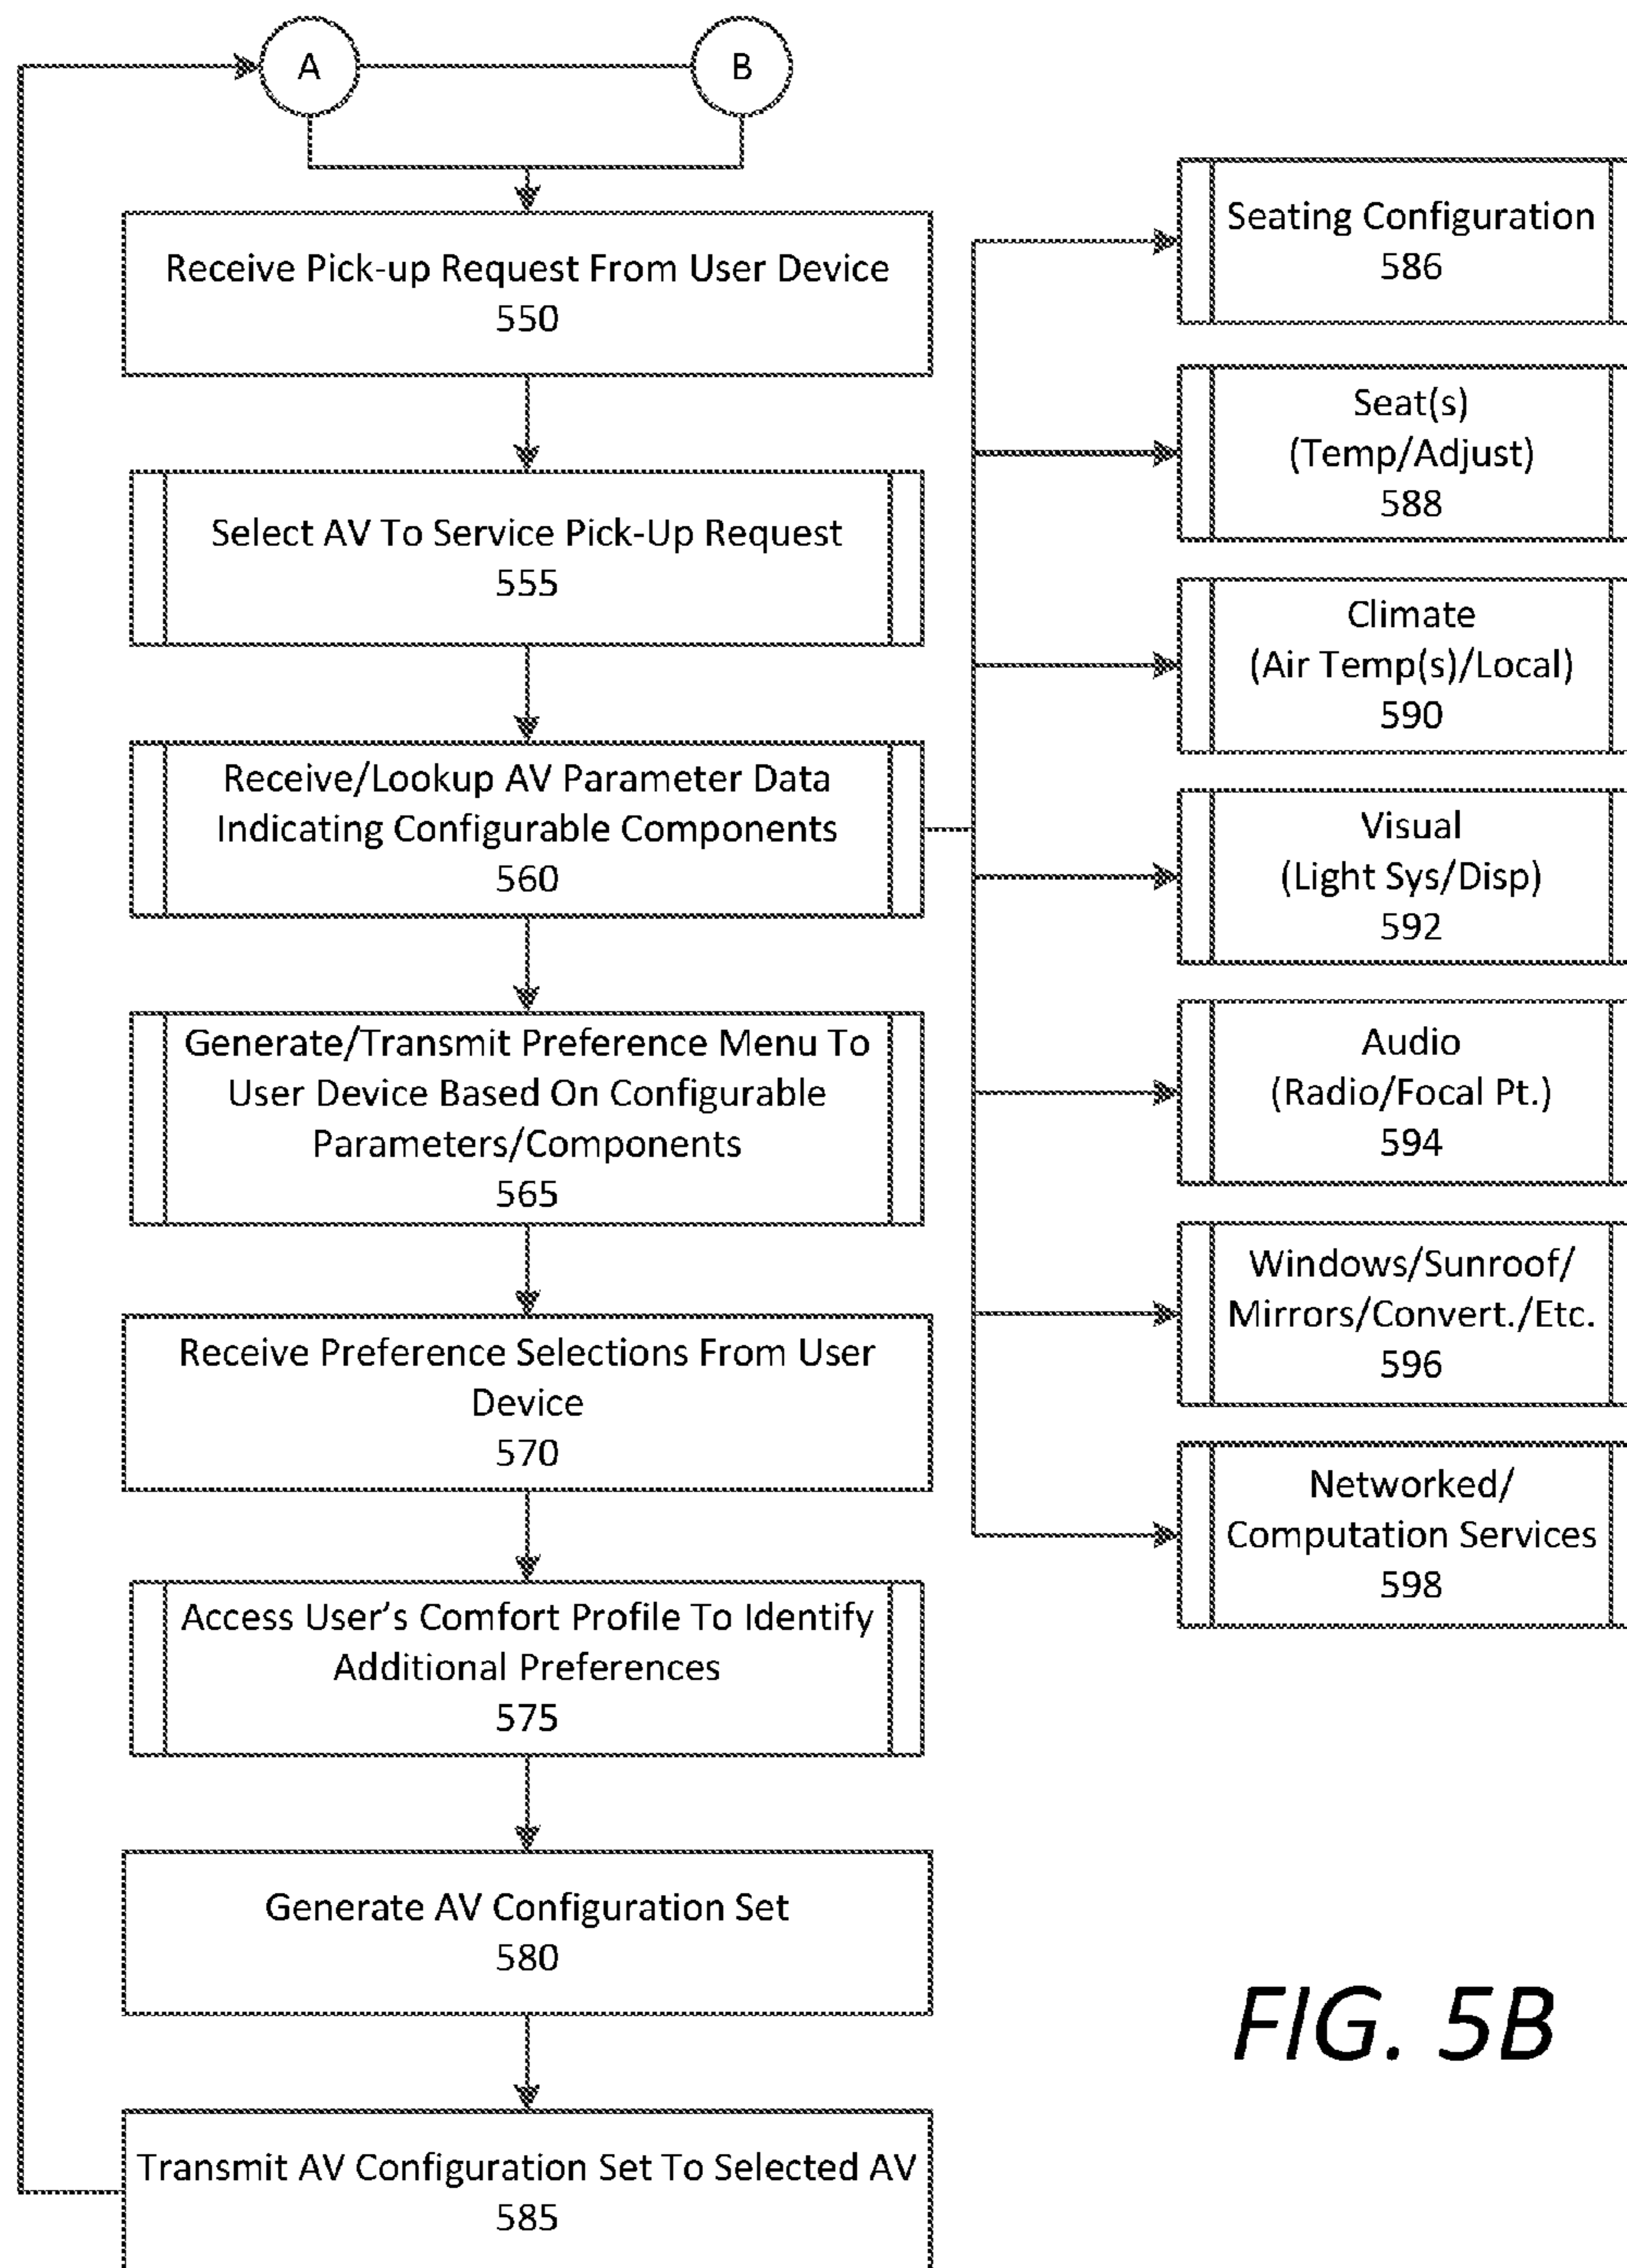 A
B
Receive Pick-up Request From User Device
550
Select AV To Service Pick-Up Request
555
Receive/Lookup AV Parameter Data
Indicating Configurable Components
560
Generate/Transmit Preference Menu To
User Device Based On Configurable
Parameters/Components
565
Receive Preference Selections From User
Device
570
Access User's Comfort Profile To Identify
Additional Preferences
575
Generate AV Configuration Set
580
Transmit AV Configuration Set To Selected AV
585
Seating Configuration
586
Seat(s)
(Temp/Adjust)
588
Climate
(Air Temp(s)/Local)
590
Visual
(Light Sys/Disp)
592
Audio
(Radio/Focal Pt.)
594
Windows/Sunroof/
Mirrors/Convert./Etc.
596
Networked/
Computation Services
598
FIG. 5B